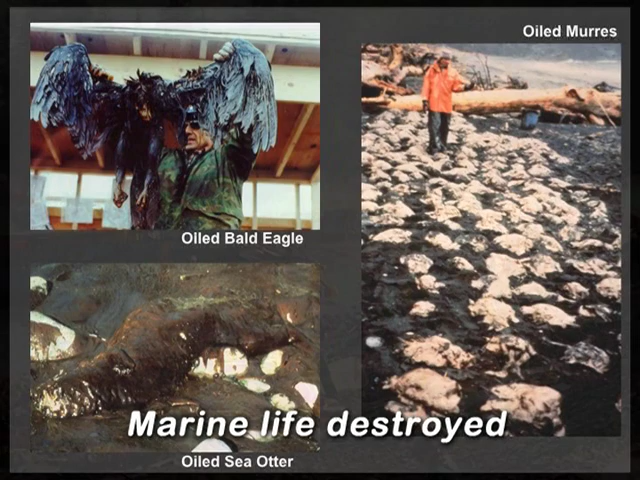 Oiled Murres
Oiled Bald Eagle
Marine life destroyed
Oiled Sea Otter